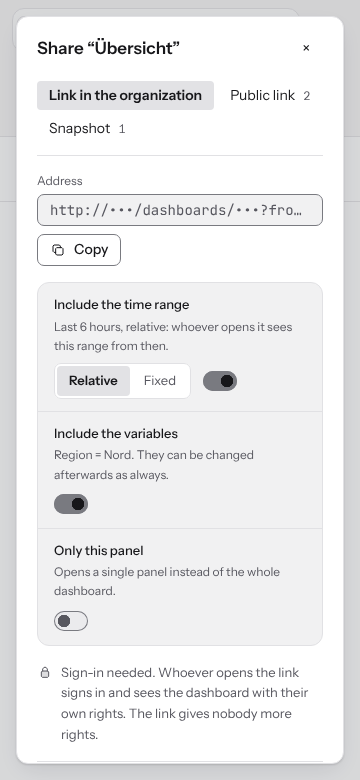 Share “Übersicht”
Link in the organization
Public link 2
Snapshot 1
Address
http://•••/dashboards/•••?fro…
Copy
Include the time range
Last 6 hours, relative: whoever opens it sees
this range from then.
Relative
Fixed
Include the variables
Region = Nord. They can be changed
afterwards as always.
Only this panel
Opens a single panel instead of the whole
dashboard.
Sign-in needed. Whoever opens the link
signs in and sees the dashboard with their
own rights. The link gives nobody more
rights.